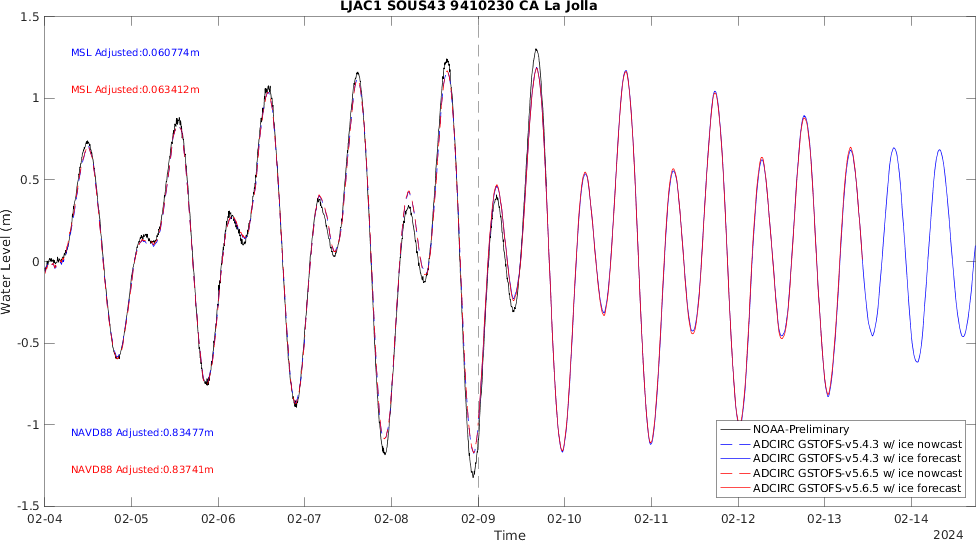 LJAC1 SOUS43 9410230 CA La Jolla
1.5
1
0.5
0
-0.5
-1
-1.5
Water Level (m)
MSL Adjusted:0.060774m
MSL Adjusted:0.063412m
NAVD88 Adjusted:0.83477m
NAVD88 Adjusted:0.83741m
NOAA-Preliminary
ADCIRC GSTOFS-v5.4.3 w/ ice nowcast
ADCIRC GSTOFS-v5.4.3 w/ ice forecast
ADCIRC GSTOFS-v5.6.5 w/ ice nowcast
ADCIRC GSTOFS-v5.6.5 w/ ice forecast
02-04 02-05 02-06 02-07 02-08 02-09 02-10 02-11 02-12 02-13 02-14
Time
2024